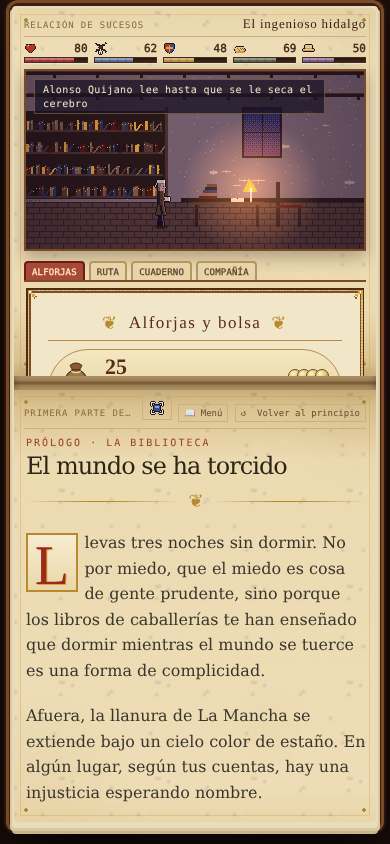 RELACIÓN DE SUCESOS
El ingenioso hidalgo
80 62 48 69 50
Alonso Quijano lee hasta que se le seca el
cerebro
ALFORJAS RUTA CUADERNO COMPAÑÍA
Alforjas y bolsa
25
PRIMERA PARTE DE… Menú Volver al principio
PRÓLOGO · LA BIBLIOTECA
El mundo se ha torcido
Llevas tres noches sin dormir. No
por miedo, que el miedo es cosa
de gente prudente, sino porque
los libros de caballerías te han enseñado
que dormir mientras el mundo se tuerce
es una forma de complicidad.
Afuera, la llanura de La Mancha se
extiende bajo un cielo color de estaño. En
algún lugar, según tus cuentas, hay una
injusticia esperando nombre.